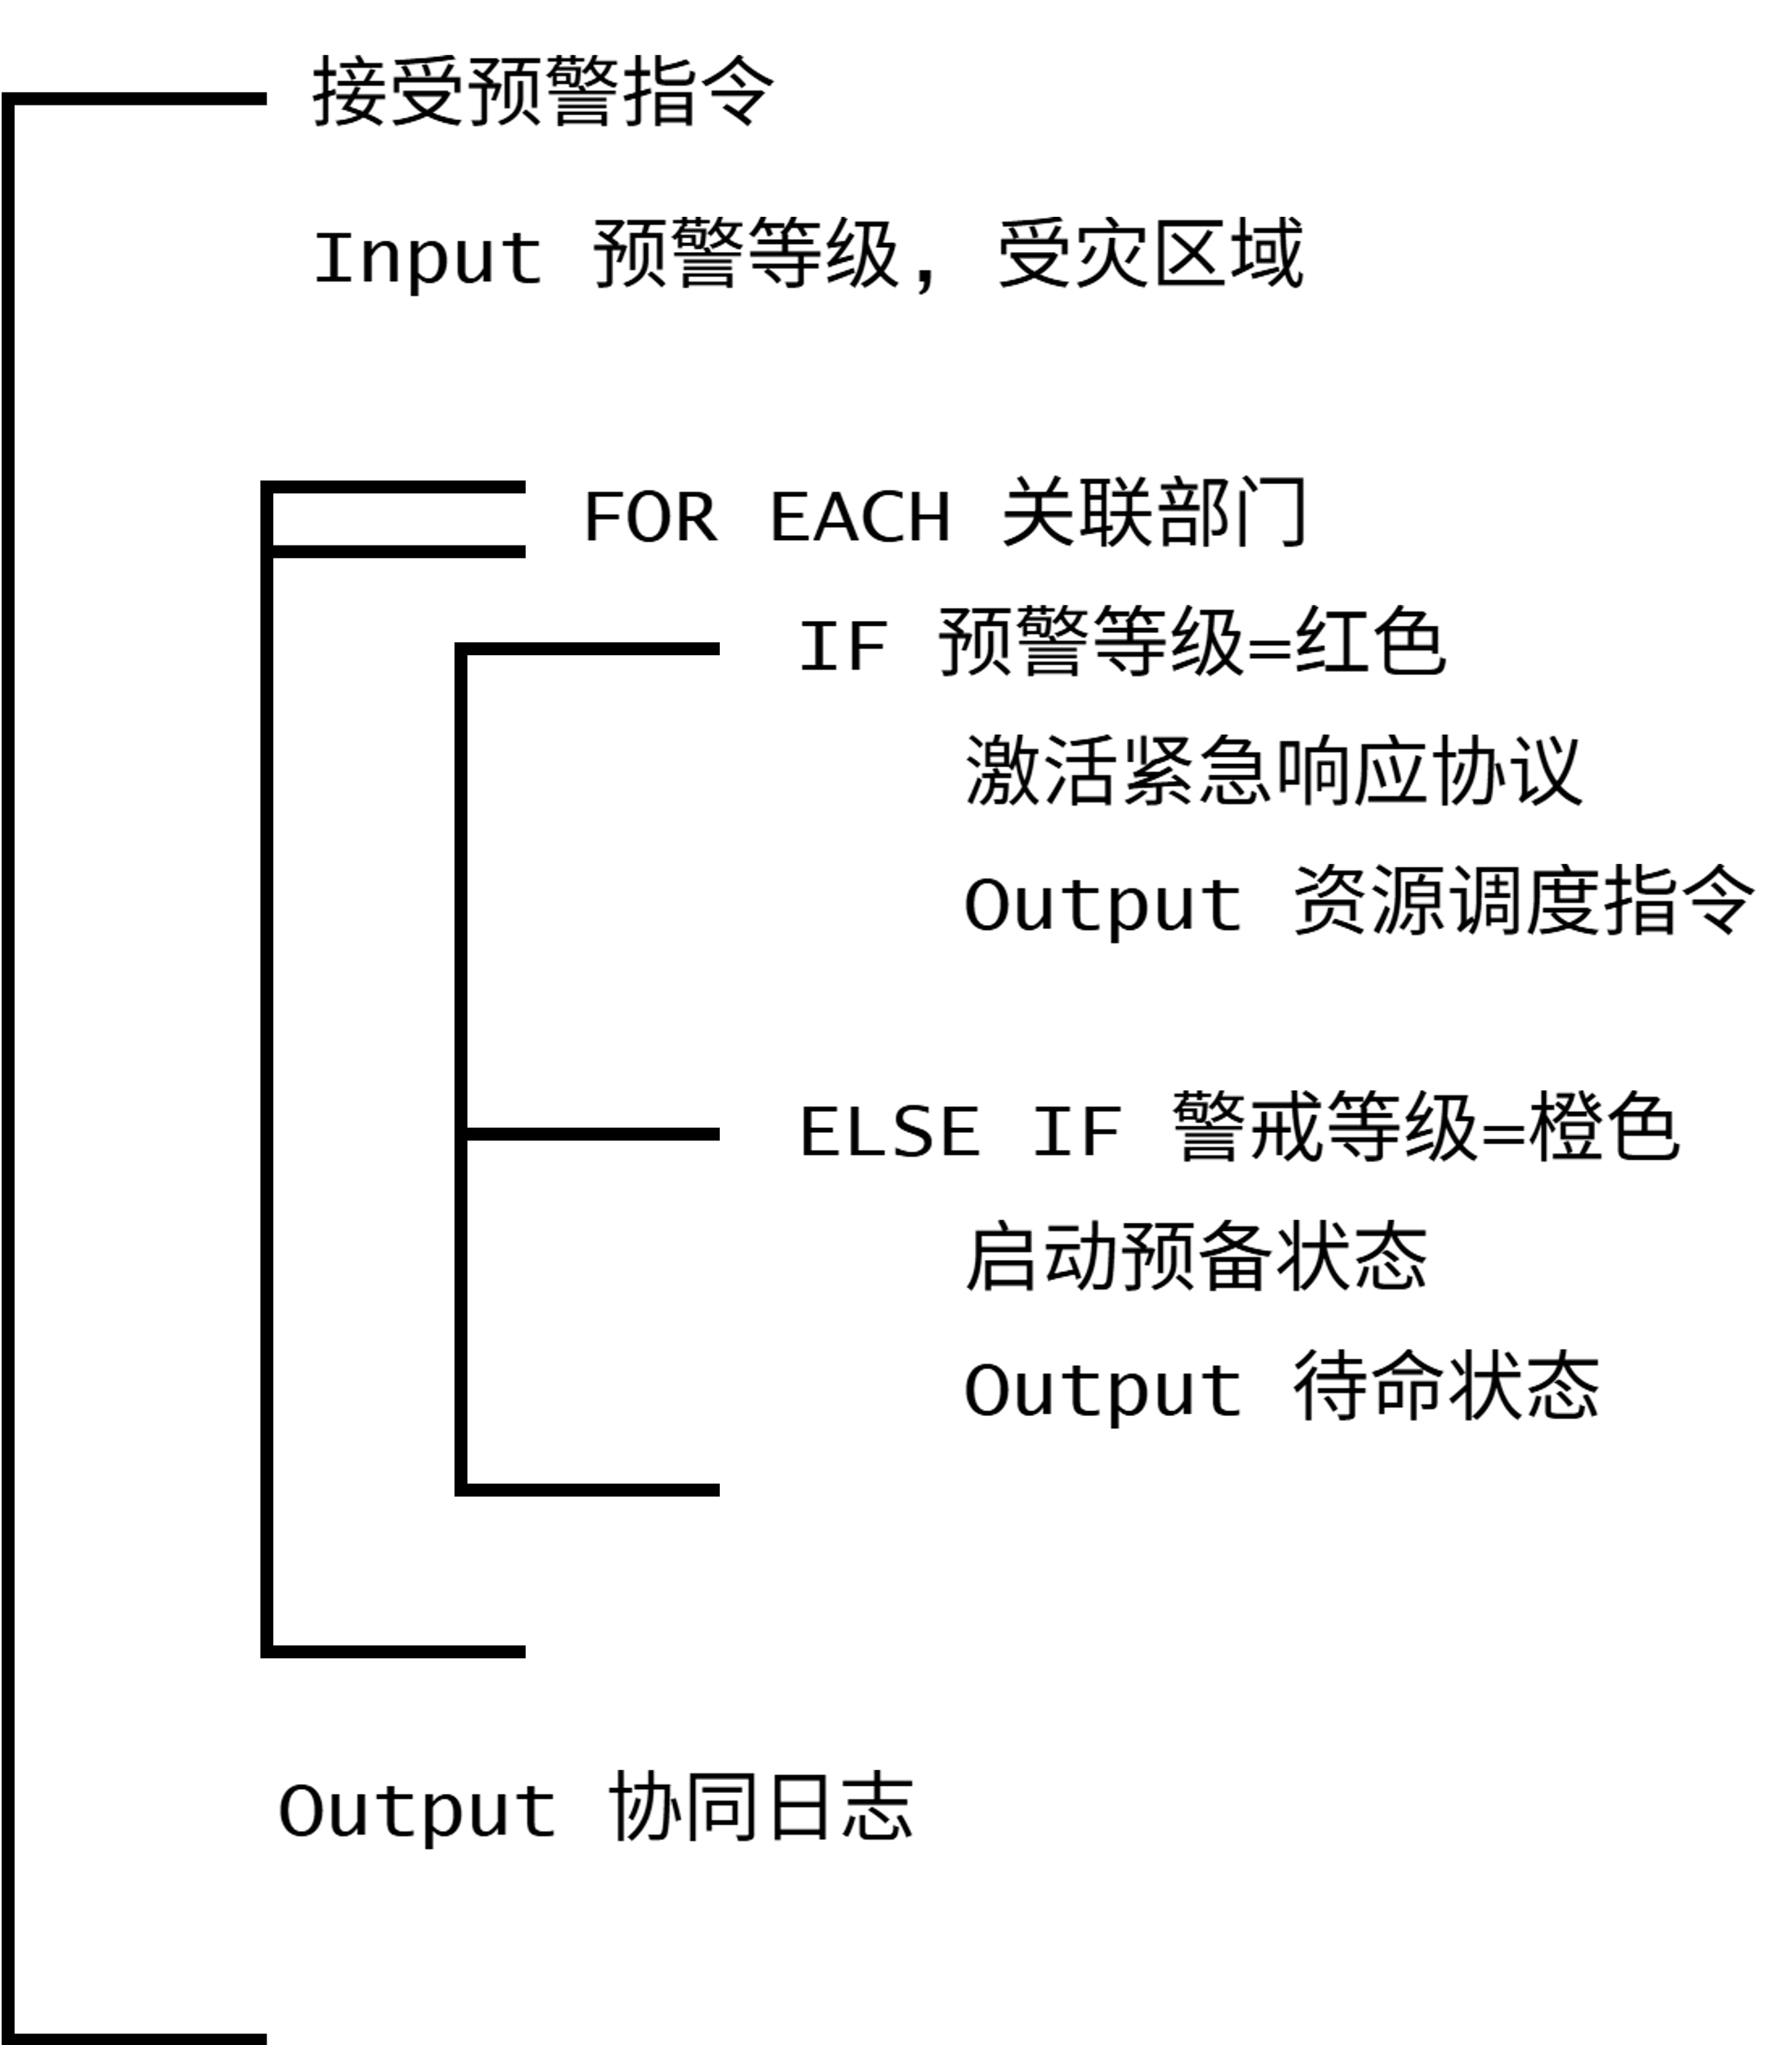 接受预警指令
Input 预警等级, 受灾区域
FOR EACH 关联部门
IF 预警等级=红色
激活紧急响应协议
Output 资源调度指令
ELSE IF 警戒等级=橙色
启动预备状态
Output 待命状态
Output 协同日志